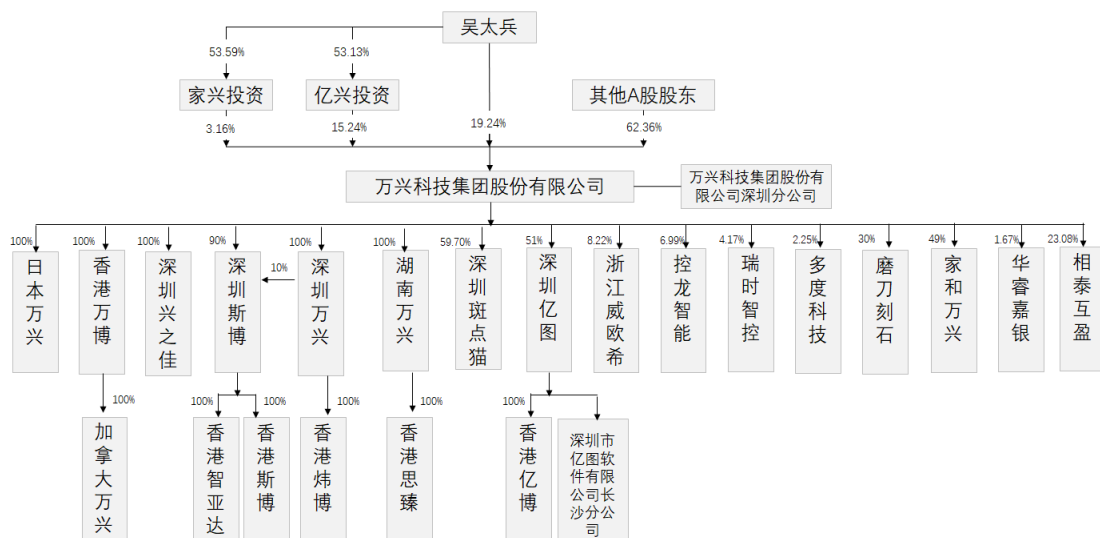 吴太兵
53.59%
53.13%
家兴投资
亿兴投资
其他A股股东
3.16%
15.24%
19.24%
62.36%
万兴科技集团股份有限公司
万兴科技集团股份有
限公司深圳分公司
100%
100%
100%
90%
100%
100%
59.70%
51%
8.22%
6.99%
4.17%
2.25%
30%
49%
1.67%
23.08%
日本万兴
香港万博
深圳兴之佳
深圳斯博
10%
深圳万兴
湖南万兴
深圳斑点猫
深圳亿图
浙江威欧希
控龙智能
瑞时智控
多度科技
磨刀刻石
家和万兴
华睿嘉银
相泰互盈
100%
100%
100%
100%
100%
100%
加拿大万兴
香港智亚达
香港斯博
香港炜博
香港思臻
香港亿博
深圳市
亿图软
件有限
公司长
沙分公
司